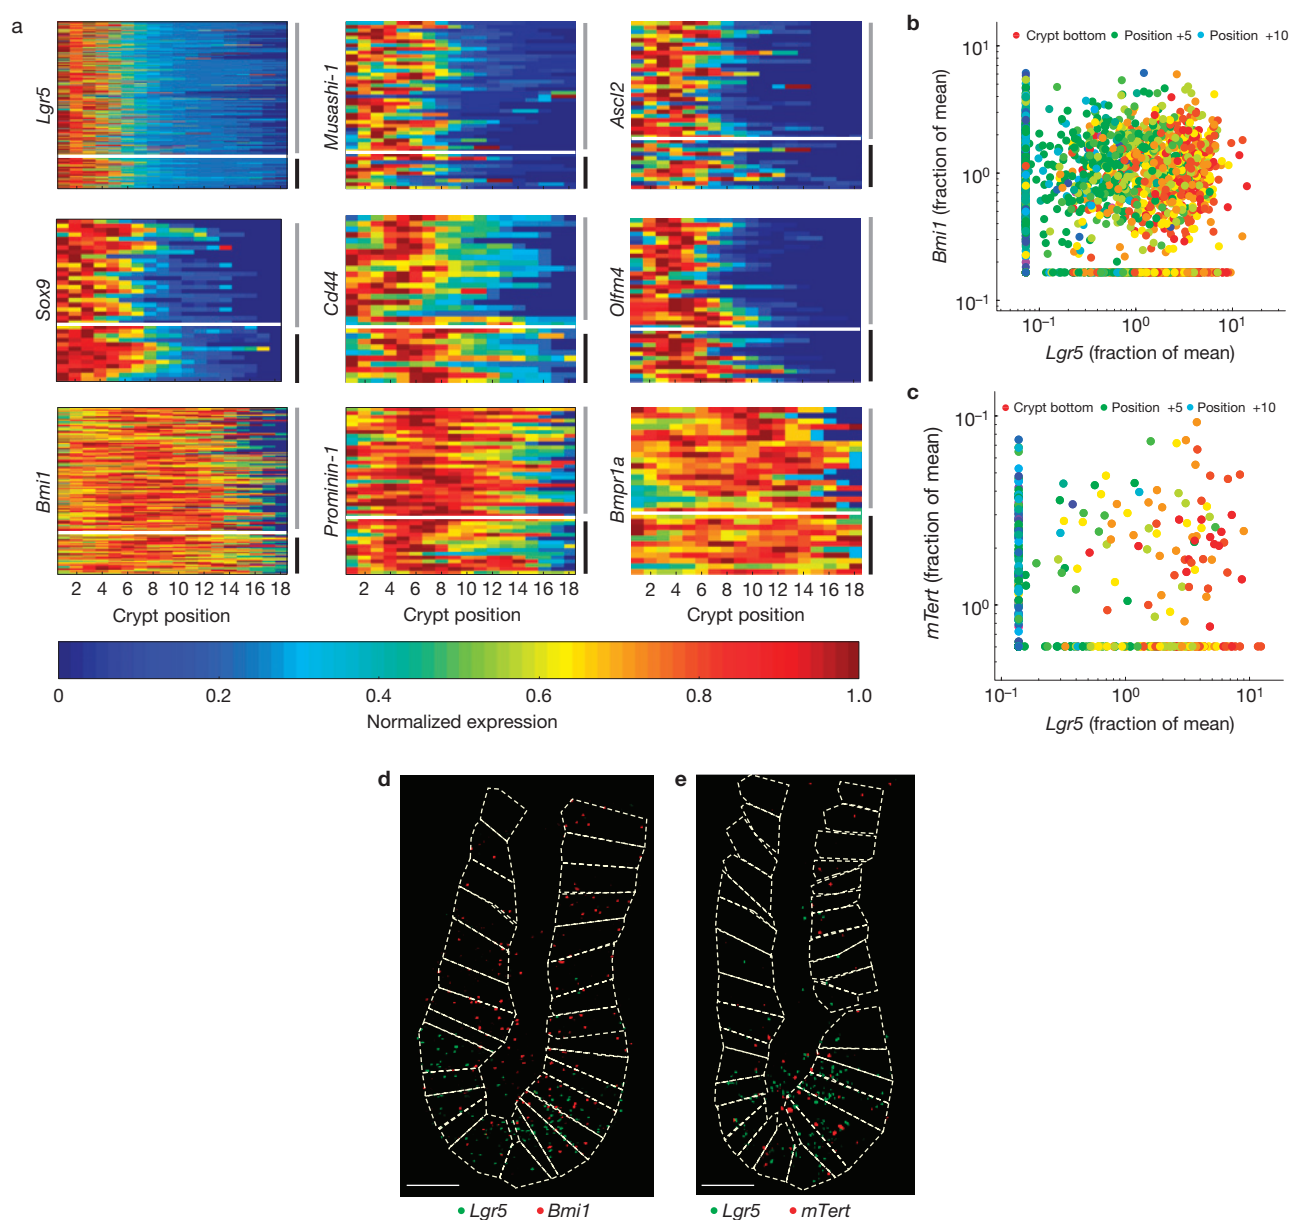 a
Lgr5
Musashi-1
Ascl2
Sox9
Cd44
Olfm4
Bmi1
Prominin-1
Bmpr1a
2 4 6 8 10 12 14 16 18
2 4 6 8 10 12 14 16 18
2 4 6 8 10 12 14 16 18
Crypt position
Crypt position
Crypt position
0 0.2 0.4 0.6 0.8 1.0
Normalized expression
b
Crypt bottom Position +5 Position +10
10¹
10⁰
10⁻¹
Bmi1 (fraction of mean)
10⁻¹ 10⁰ 10¹
Lgr5 (fraction of mean)
c
Crypt bottom Position +5 Position +10
10⁻¹
10⁰
mTert (fraction of mean)
10⁻¹ 10⁰ 10¹
Lgr5 (fraction of mean)
d
Lgr5 Bmi1
e
Lgr5 mTert